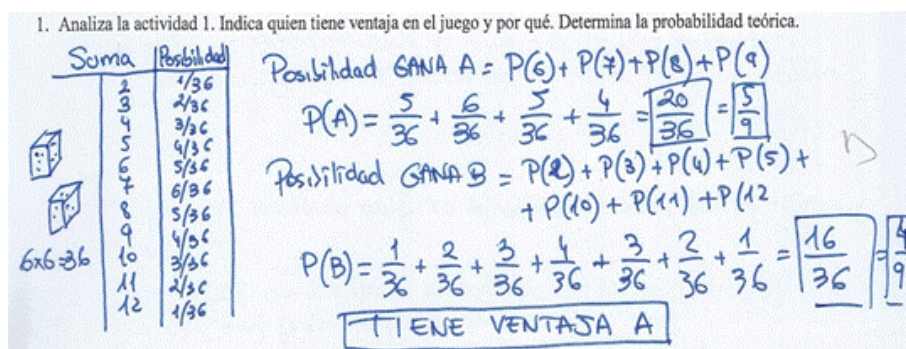 1. Analiza la actividad 1. Indica quien tiene ventaja en el juego y por qué. Determina la probabilidad teórica.
Suma | Posbilidad
2 1/36
3 2/36
4 3/36
5 4/36
6 5/36
7 6/36
8 5/36
9 4/36
10 3/36
11 2/36
12 1/36
6x6=36
Posibilidad GANA A = P(6) + P(7) + P(8) + P(9)
P(A) = 5/36 + 6/36 + 5/36 + 4/36 = 20/36 = 5/9
Posibilidad GANA B = P(2) + P(3) + P(4) + P(5) +
+ P(10) + P(11) + P(12
P(B) = 1/36 + 2/36 + 3/36 + 4/36 + 3/36 + 2/36 + 1/36 = 16/36 = 4/9
TIENE VENTAJA A